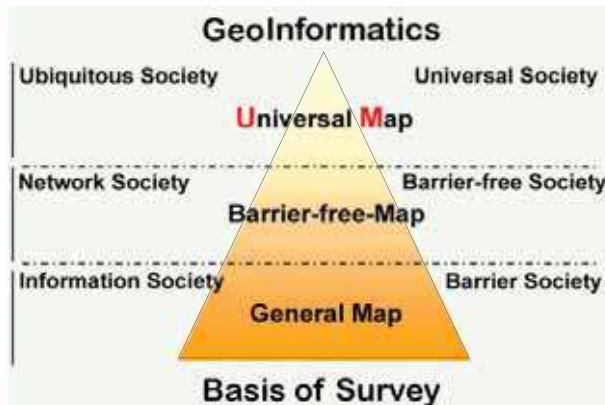 GeoInformatics
Ubiquitous Society Universal Society
Universal Map
Network Society Barrier-free Society
Barrier-free-Map
Information Society Barrier Society
General Map
Basis of Survey